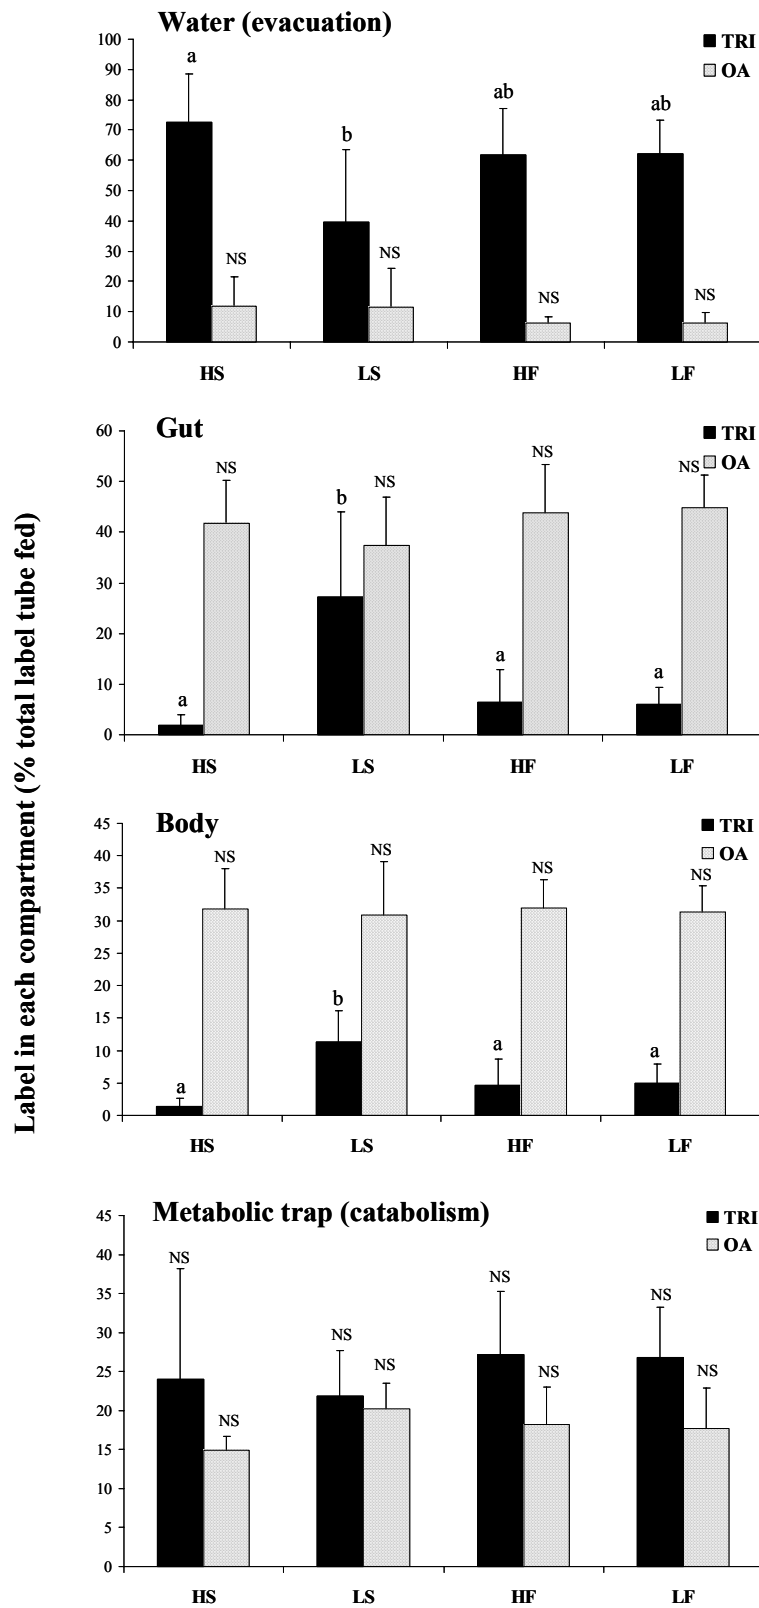 Water (evacuation)
TRI
OA
100
90
80
70
60
50
40
30
20
10
0
a
NS
b
NS
ab
NS
ab
NS
HS LS HF LF
Gut
TRI
OA
60
50
40
30
20
10
0
a
NS
b
NS
a
NS
a
NS
HS LS HF LF
Label in each compartment (% total label tube fed)
Body
TRI
OA
45
40
35
30
25
20
15
10
5
0
a
NS
b
NS
a
NS
a
NS
HS LS HF LF
Metabolic trap (catabolism)
TRI
OA
45
40
35
30
25
20
15
10
5
0
NS
NS
NS
NS
NS
NS
NS
NS
HS LS HF LF